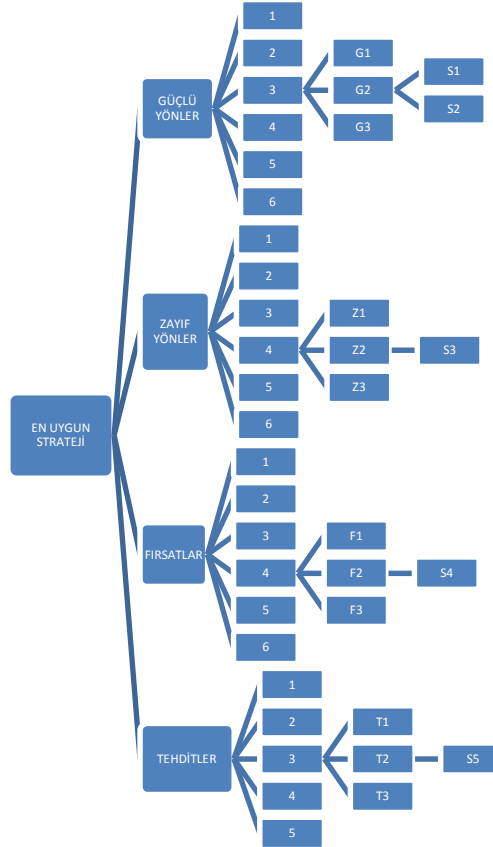 EN UYGUN
STRATEJİ
GÜÇLÜ
YÖNLER
1
2
3
4
5
6
G1
G2
G3
S1
S2
ZAYIF
YÖNLER
1
2
3
4
5
6
Z1
Z2
Z3
S3
FIRSATLAR
1
2
3
4
5
6
F1
F2
F3
S4
TEHDİTLER
1
2
3
4
5
T1
T2
T3
S5